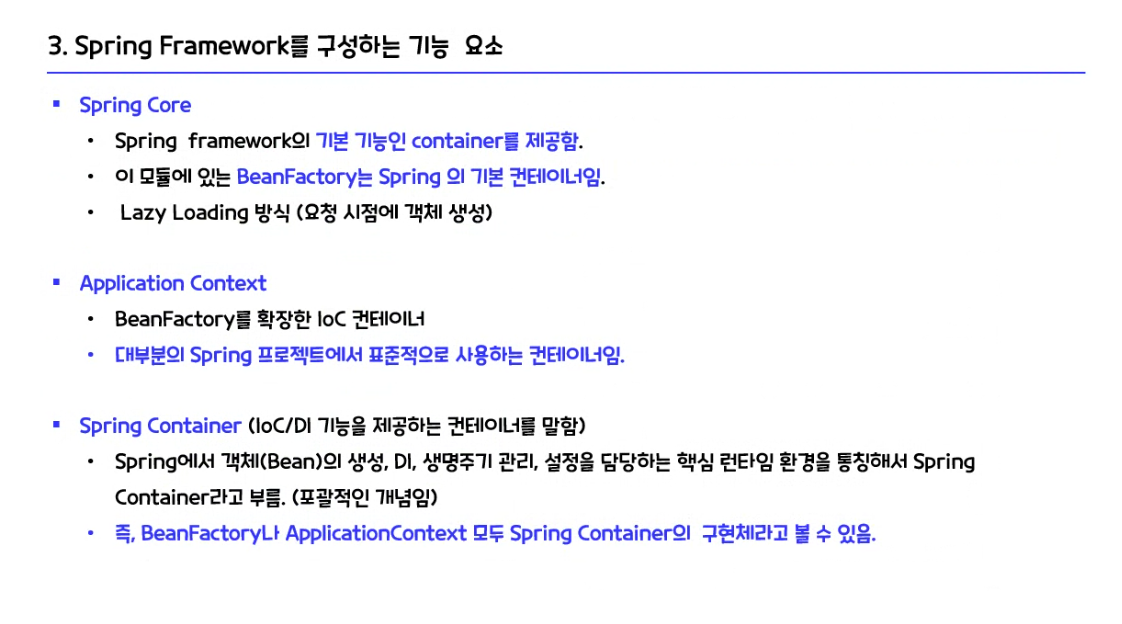 3. Spring Framework를 구성하는 기능 요소
▪ Spring Core
• Spring framework의 기본 기능인 container를 제공함.
• 이 모듈에 있는 BeanFactory는 Spring 의 기본 컨테이너임.
• Lazy Loading 방식 (요청 시점에 객체 생성)
▪ Application Context
• BeanFactory를 확장한 IoC 컨테이너
• 대부분의 Spring 프로젝트에서 표준적으로 사용하는 컨테이너임.
▪ Spring Container (IoC/DI 기능을 제공하는 컨테이너를 말함)
• Spring에서 객체(Bean)의 생성, DI, 생명주기 관리, 설정을 담당하는 핵심 런타임 환경을 통칭해서 Spring
Container라고 부름. (포괄적인 개념임)
• 즉, BeanFactory나 ApplicationContext 모두 Spring Container의 구현체라고 볼 수 있음.